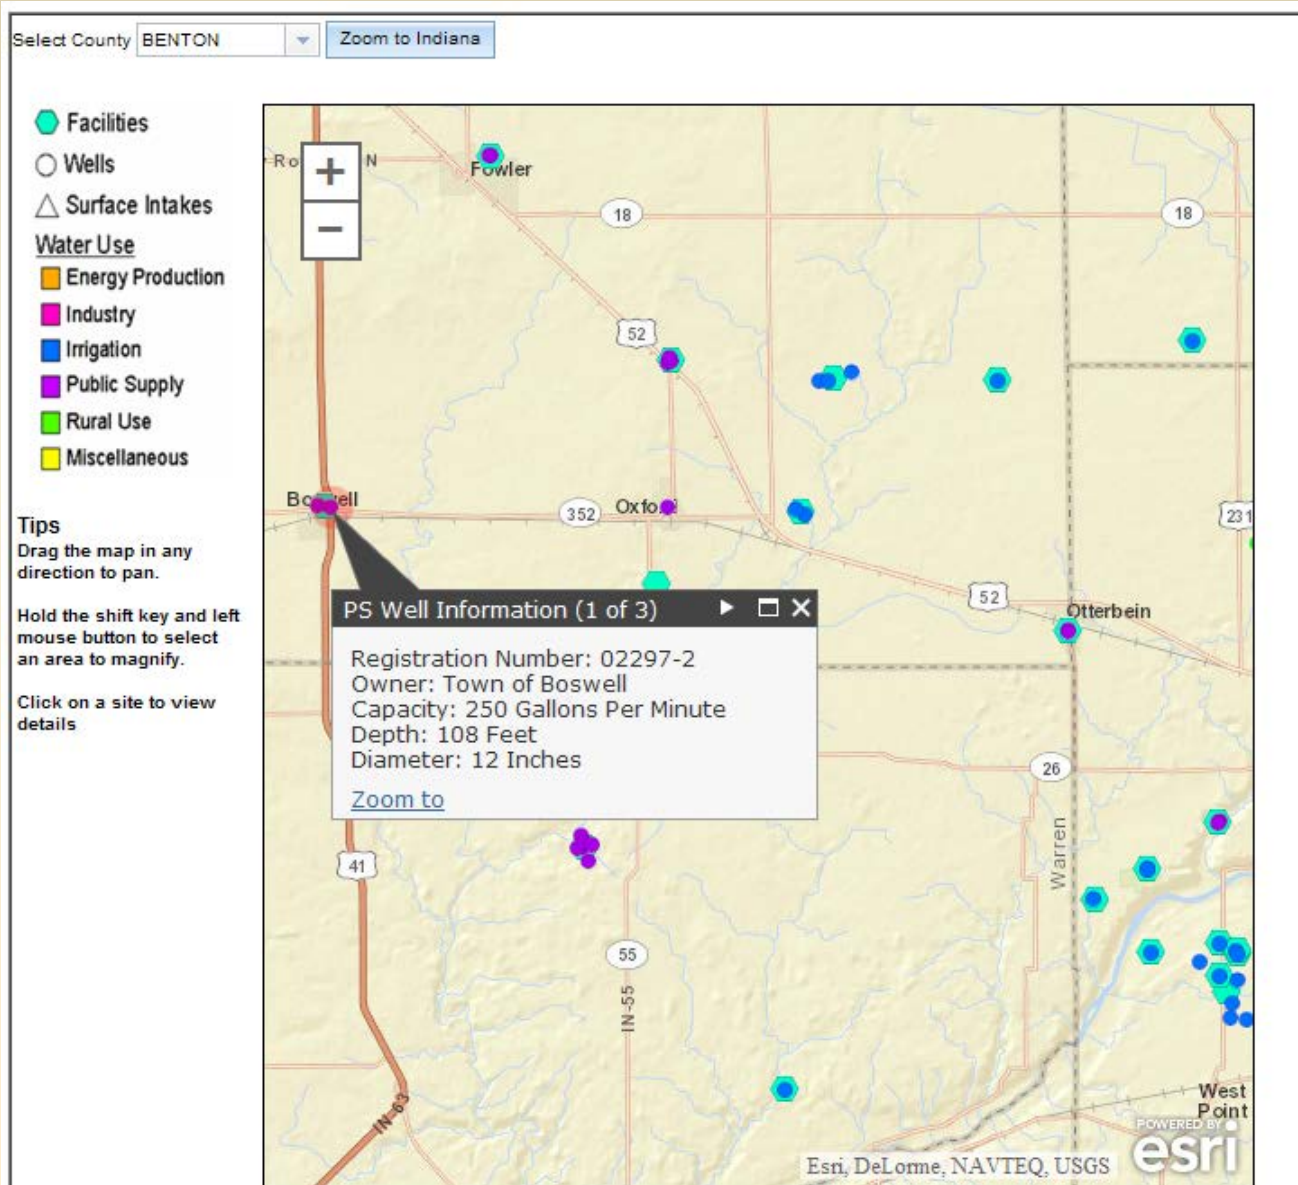 Select County BENTON Zoom to Indiana
Facilities
Wells
Surface Intakes
Water Use
Energy Production
Industry
Irrigation
Public Supply
Rural Use
Miscellaneous
Tips
Drag the map in any
direction to pan.
Hold the shift key and left
mouse button to select
an area to magnify.
Click on a site to view
details
+
−
N
Fowler
18
18
52
352
231
52
Otterbein
PS Well Information (1 of 3)
Registration Number: 02297-2
Owner: Town of Boswell
Capacity: 250 Gallons Per Minute
Depth: 108 Feet
Diameter: 12 Inches
Zoom to
26
Warren
41
55
IN-55
IN-63
West
Point
POWERED BY
esri
Esri, DeLorme, NAVTEQ, USGS